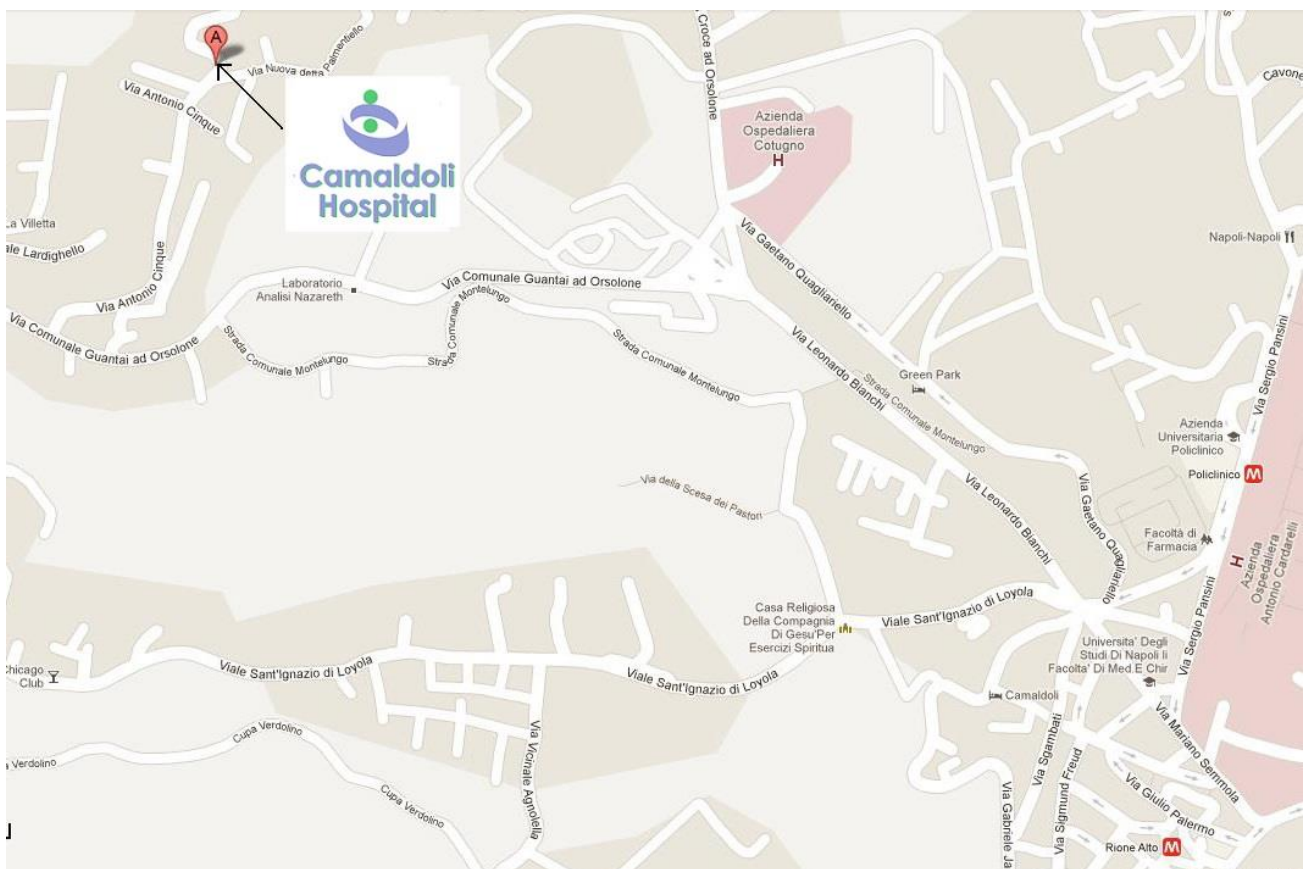 A
Via Nuova detta Palmentiello
Via Antonio Cinque
Camaldoli
Hospital
Croce ad Orsolone
Azienda
Ospedaliera
Cotugno
H
Cavone
La Villetta
ale Lardighello
Via Antonio Cinque
Via Antonio Cinque
Laboratorio
Analisi Nazareth
Via Comunale Guantai ad Orsolone
Via Comunale Guantai ad Orsolone
Via Gaetano Quagliariello
Napoli-Napoli
Strada Comunale Montelungo
Strada Comunale Montelungo
Strada Comunale Montelungo
Strada Comunale Montelungo
Via Leonardo Bianchi
Green Park
Via Sergio Pansini
Azienda
Universitaria
Policlinico
Policlinico M
Via della Scesa dei Pastori
Via Leonardo Bianchi
Via Gaetano Quagliariello
Facoltà di
Farmacia
H
Azienda
Ospedaliera
Antonio Cardarelli
Casa Religiosa
Della Compagnia
Di Gesu'Per
Esercizi Spiritua
Viale Sant'Ignazio di Loyola
Via Sergio Pansini
Universita' Degli
Studi Di Napoli Ii
Facolta' Di Med.E Chir
Chicago
Club
Viale Sant'Ignazio di Loyola
Viale Sant'Ignazio di Loyola
Camaldoli
Cupa Verdolino
Verdolino
Cupa Verdolino
Via Vicinale Agnolella
Via Gabriele Ja
Via Sgambati
Via Sigmund Freud
Via Mariano Semmola
Via Giulio Palermo
Rione Alto M